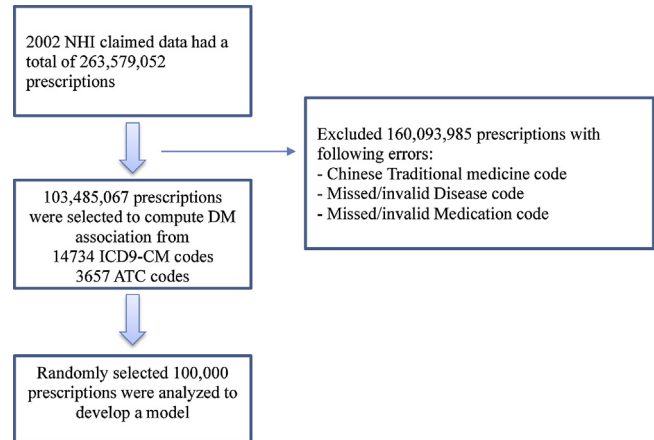 2002 NHI claimed data had a
total of 263,579,052
prescriptions
Excluded 160,093,985 prescriptions with
following errors:
- Chinese Traditional medicine code
- Missed/invalid Disease code
- Missed/invalid Medication code
103,485,067 prescriptions
were selected to compute DM
association from
14734 ICD9-CM codes
3657 ATC codes
Randomly selected 100,000
prescriptions were analyzed to
develop a model